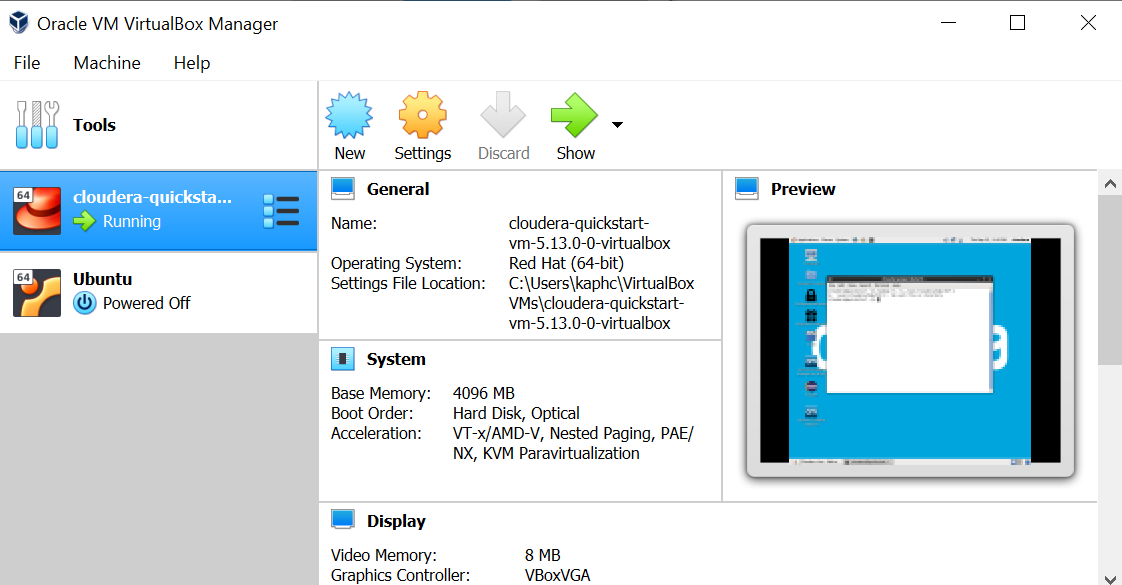 Oracle VM VirtualBox Manager
File Machine Help
Tools
New Settings Discard Show
64
cloudera-quicksta...
Running
64
Ubuntu
Powered Off
General
Name: cloudera-quickstart-
vm-5.13.0-0-virtualbox
Operating System: Red Hat (64-bit)
Settings File Location: C:\Users\kaphc\VirtualBox
VMs\cloudera-quickstart-
vm-5.13.0-0-virtualbox
Preview
System
Base Memory: 4096 MB
Boot Order: Hard Disk, Optical
Acceleration: VT-x/AMD-V, Nested Paging, PAE/
NX, KVM Paravirtualization
Display
Video Memory: 8 MB
Graphics Controller: VBoxVGA